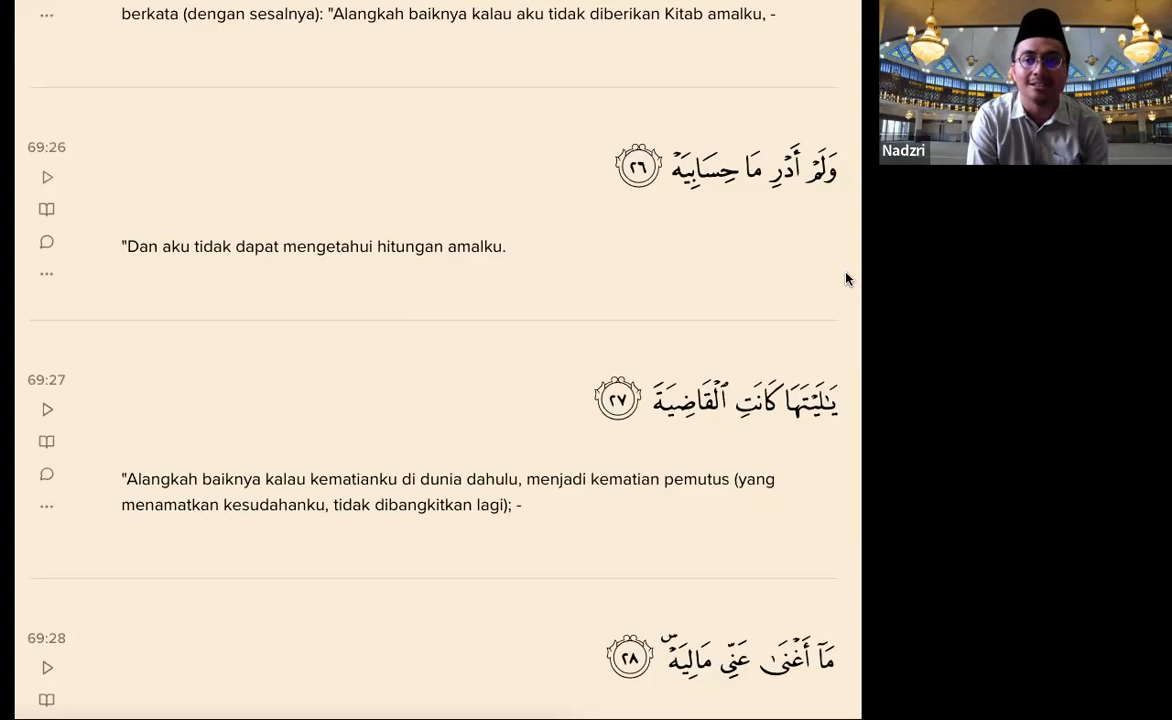 berkata (dengan sesalnya): "Alangkah baiknya kalau aku tidak diberikan Kitab amalku, -
69:26
وَلَمْ أَدْرِ مَا حِسَابِيَهْ ٢٦
"Dan aku tidak dapat mengetahui hitungan amalku.
69:27
يَـٰلَيْتَهَا كَانَتِ ٱلْقَاضِيَةَ ٢٧
"Alangkah baiknya kalau kematianku di dunia dahulu, menjadi kematian pemutus (yang
menamatkan kesudahanku, tidak dibangkitkan lagi); -
69:28
مَآ أَغْنَىٰ عَنِّى مَالِيَهْ ۜ ٢٨
Nadzri